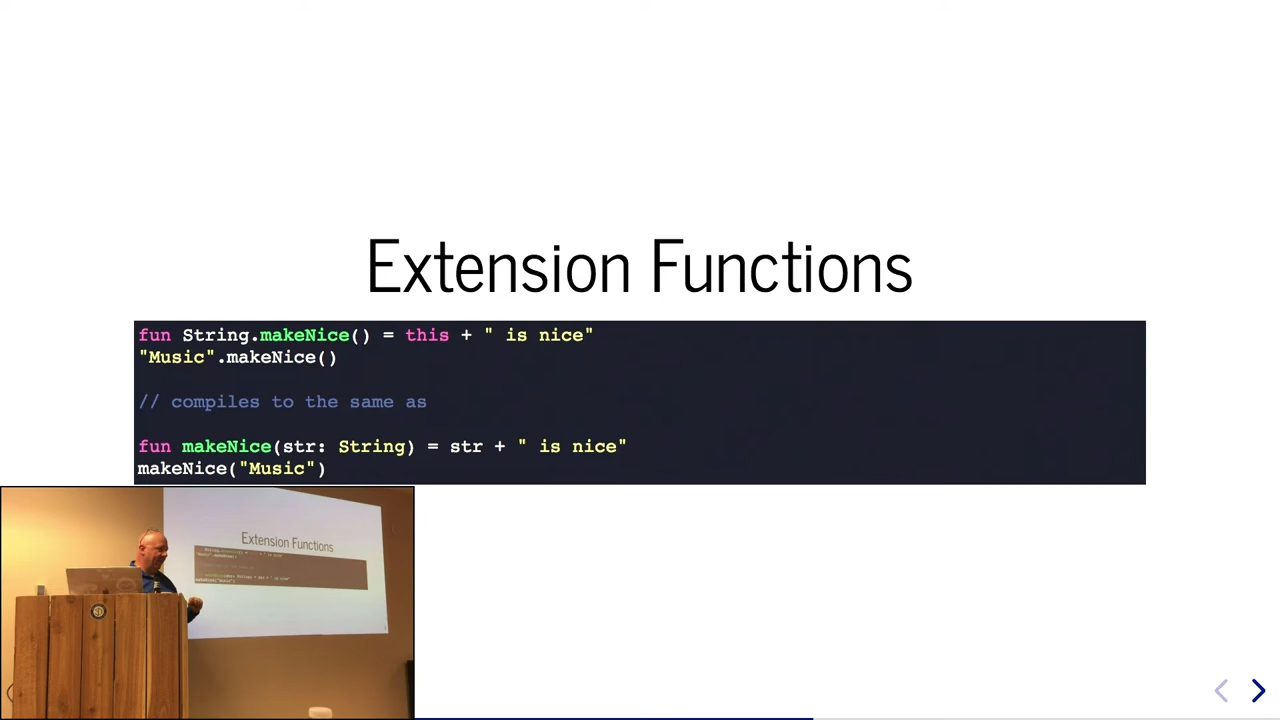 Extension Functions
fun String.makeNice() = this + " is nice"
"Music".makeNice()
// compiles to the same as
fun makeNice(str: String) = str + " is nice"
makeNice("Music")
Extension Functions